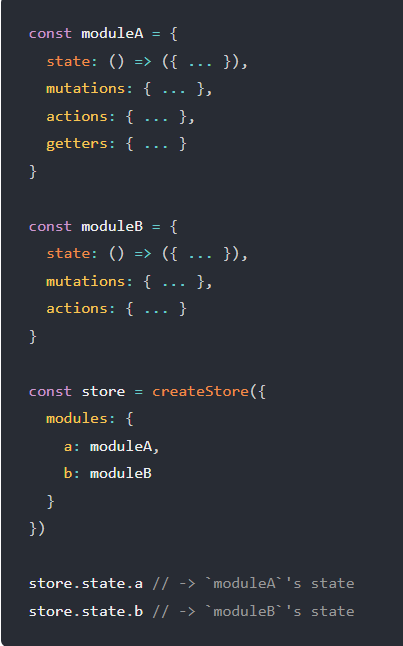 const moduleA = {
  state: () => ({ ... }),
  mutations: { ... },
  actions: { ... },
  getters: { ... }
}

const moduleB = {
  state: () => ({ ... }),
  mutations: { ... },
  actions: { ... }
}

const store = createStore({
  modules: {
    a: moduleA,
    b: moduleB
  }
})

store.state.a // -> `moduleA`'s state
store.state.b // -> `moduleB`'s state